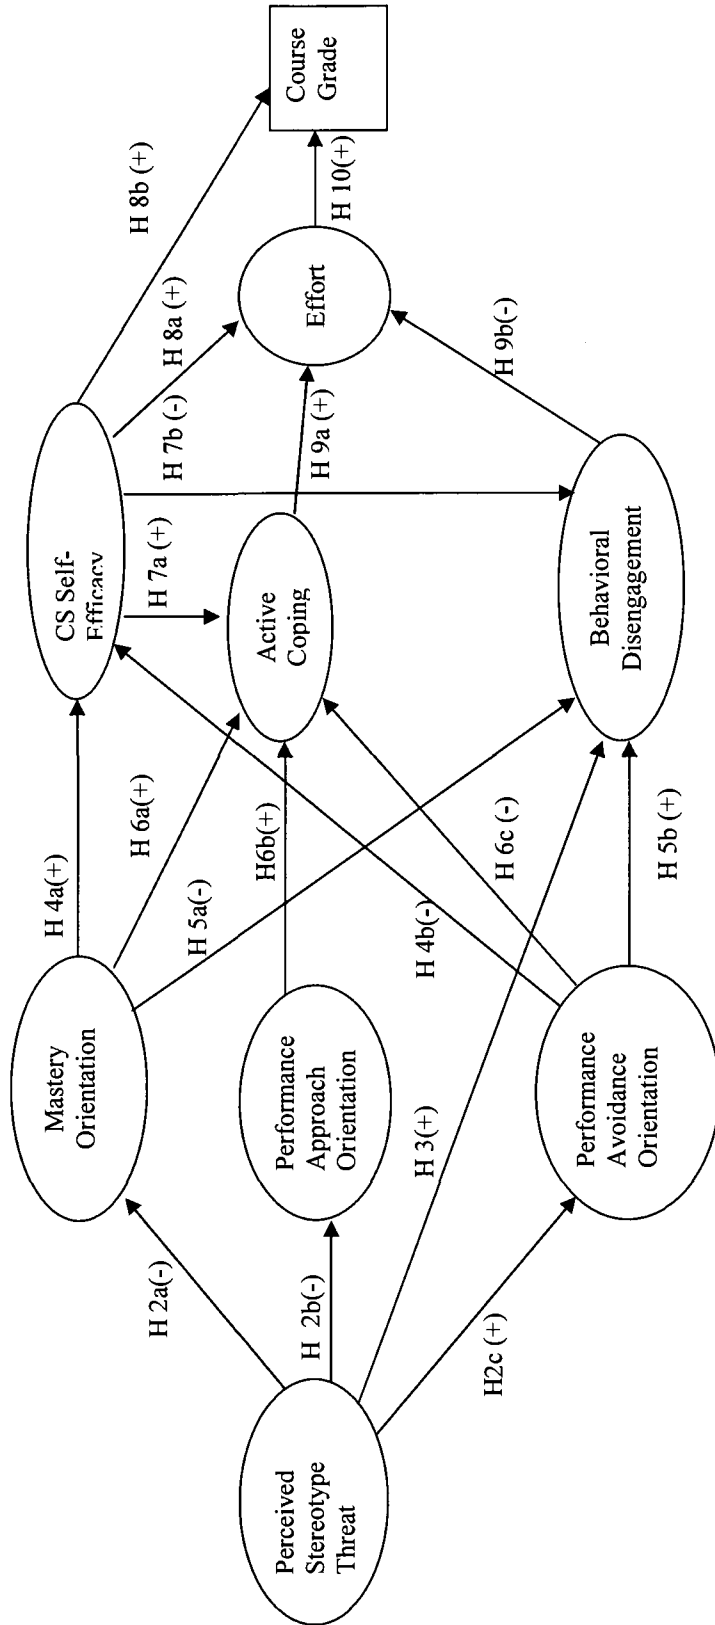 Perceived
Stereotype
Threat
H 2a(-)
H 2b(-)
H 3(+)
H2c (+)
Mastery
Orientation
Performance
Approach
Orientation
Performance
Avoidance
Orientation
H 4a(+)
H 6a(+)
H 5a(-)
H6b(+)
H 4b(-)
H 6c (-)
H 5b (+)
CS Self-
Efficacy
H 7a (+)
H 7b (-)
Active
Coping
Behavioral
Disengagement
H 8a (+)
H 8b (+)
H 9a (+)
H 9b(-)
Effort
H 10(+)
Course
Grade